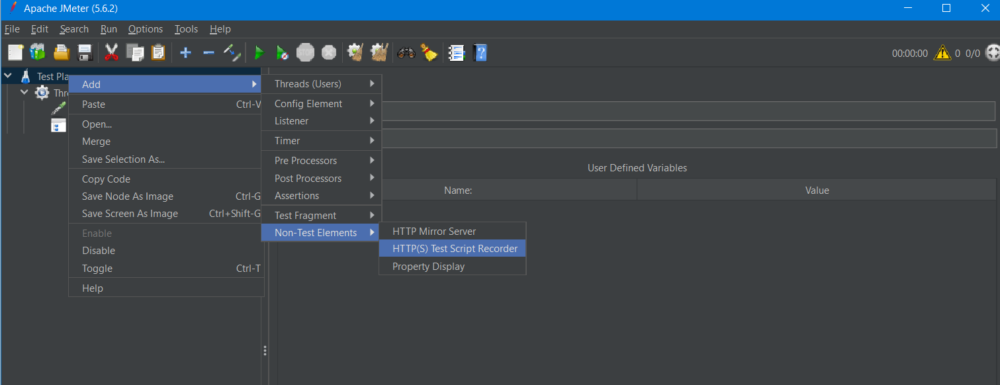 Apache JMeter (5.6.2)
File Edit Search Run Options Tools Help
STOP
00:00:00 0 0/0
Test Pla
Thr
Add
Paste Ctrl-V
Open...
Merge
Save Selection As...
Copy Code
Save Node As Image Ctrl-G
Save Screen As Image Ctrl+Shift-G
Enable
Disable
Toggle Ctrl-T
Help
Threads (Users)
Config Element
Listener
Timer
Pre Processors
Post Processors
Assertions
Test Fragment
Non-Test Elements
HTTP Mirror Server
HTTP(S) Test Script Recorder
Property Display
User Defined Variables
Name: Value